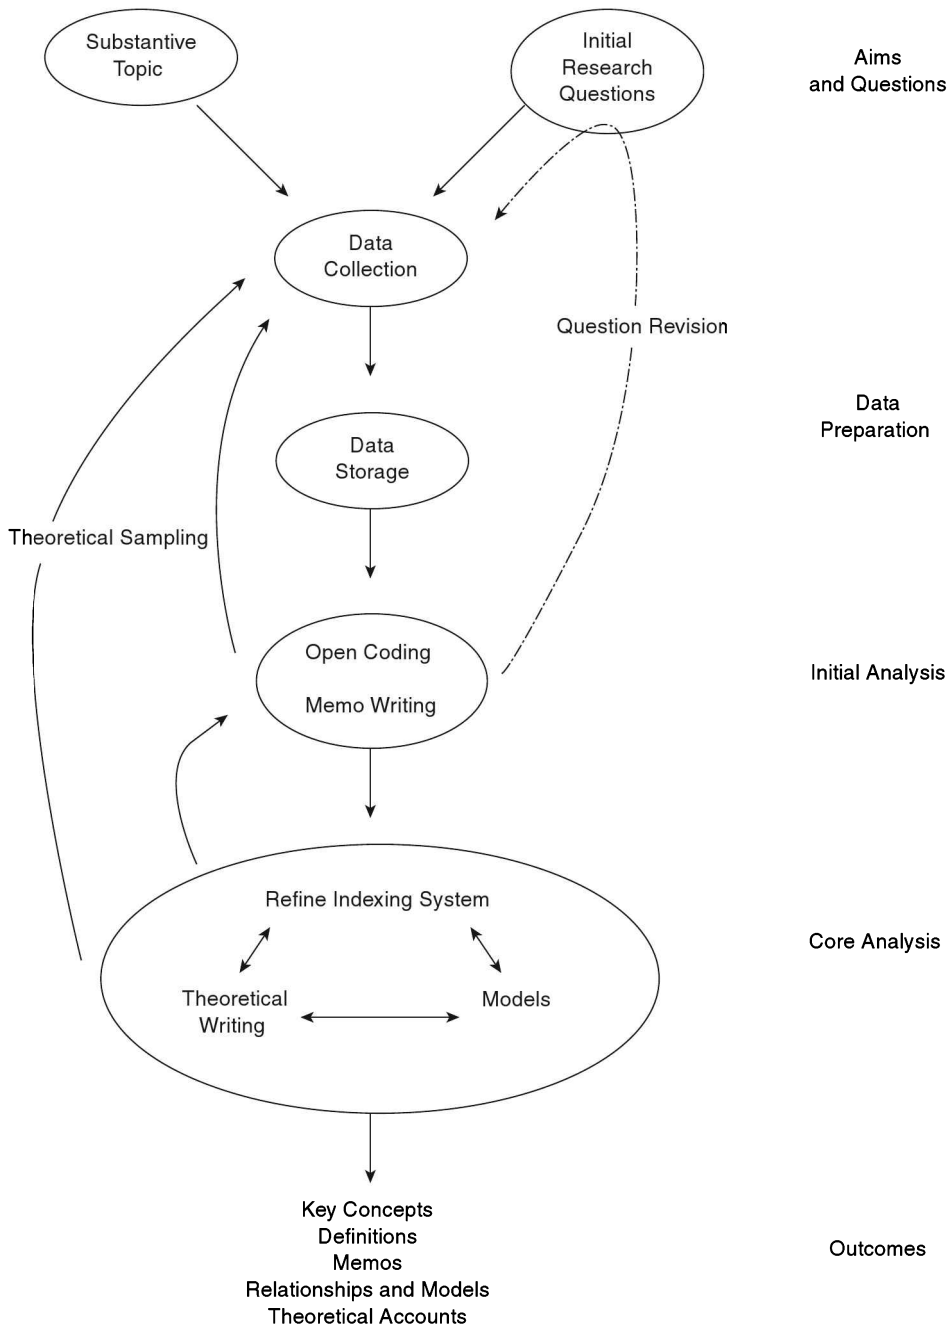 Substantive
Topic
Initial
Research
Questions
Aims
and Questions
Data
Collection
Question Revision
Data
Preparation
Data
Storage
Theoretical Sampling
Open Coding
Memo Writing
Initial Analysis
Refine Indexing System
Theoretical
Writing
Models
Core Analysis
Key Concepts
Definitions
Memos
Relationships and Models
Theoretical Accounts
Outcomes